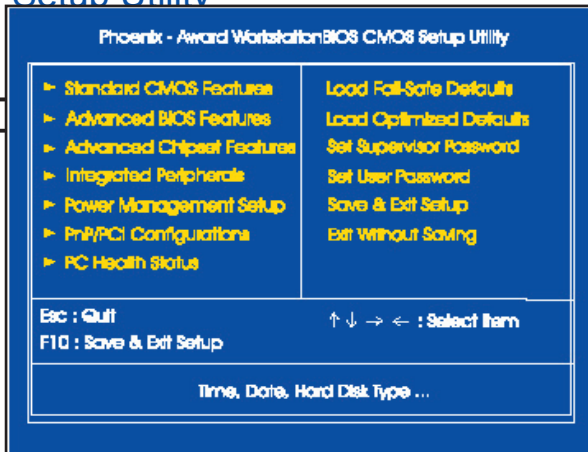 Setup Utility
Phoenix - Award WorkstationBIOS CMOS Setup Utility
► Standard CMOS Features
► Advanced BIOS Features
► Advanced Chipset Features
► Integrated Peripherals
► Power Management Setup
► PnP/PCI Configurations
► PC Health Status
Load Fail-Safe Defaults
Load Optimized Defaults
Set Supervisor Password
Set User Password
Save & Exit Setup
Exit Without Saving
Esc : Quit
F10 : Save & Exit Setup
↑ ↓ → ← : Select Item
Time, Date, Hard Disk Type ...